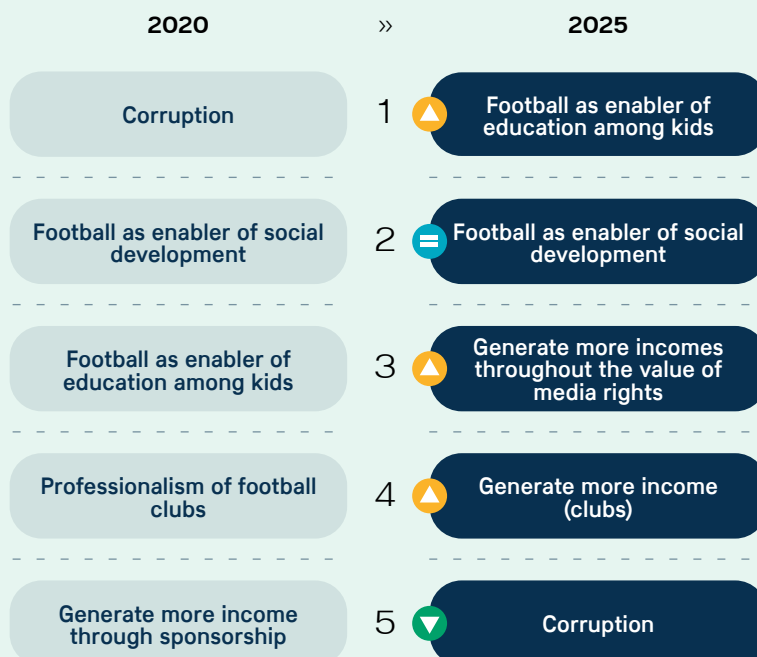 2020 » 2025
Corruption
1
Football as enabler of
education among kids
Football as enabler of social
development
2
Football as enabler of social
development
Football as enabler of
education among kids
3
Generate more incomes
throughout the value of
media rights
Professionalism of football
clubs
4
Generate more income
(clubs)
Generate more income
through sponsorship
5
Corruption